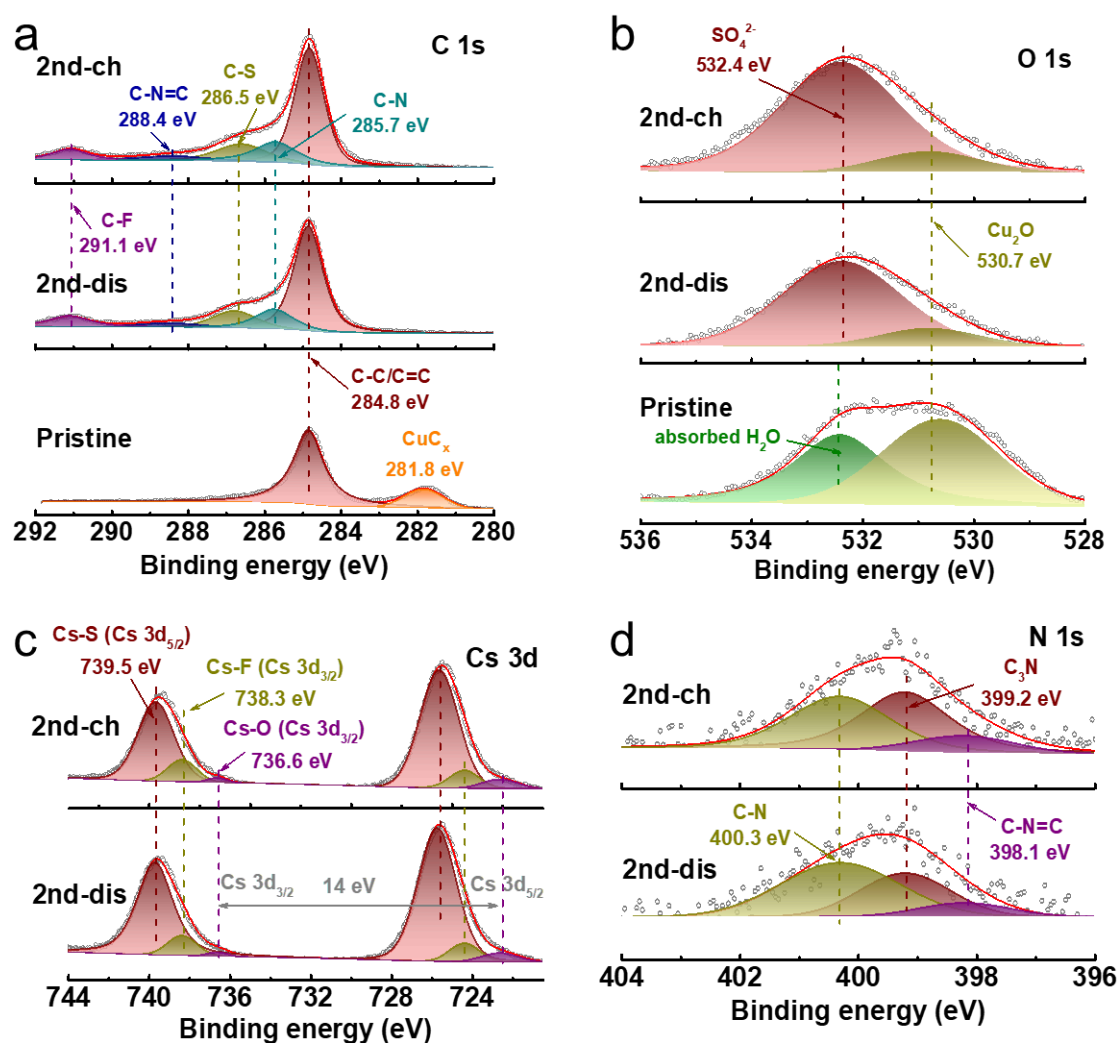 a
C 1s
2nd-ch
C-N=C
288.4 eV
C-S
286.5 eV
C-N
285.7 eV
C-F
291.1 eV
2nd-dis
C-C/C=C
284.8 eV
Pristine
CuCₓ
281.8 eV
292 290 288 286 284 282 280
Binding energy (eV)
b
O 1s
SO₄²⁻
532.4 eV
2nd-ch
Cu₂O
530.7 eV
2nd-dis
Pristine
absorbed H₂O
536 534 532 530 528
Binding energy (eV)
c
Cs 3d
Cs-S (Cs 3d₅/₂)
739.5 eV
Cs-F (Cs 3d₃/₂)
738.3 eV
2nd-ch
Cs-O (Cs 3d₃/₂)
736.6 eV
2nd-dis
Cs 3d₃/₂ 14 eV Cs 3d₅/₂
744 740 736 732 728 724
Binding energy (eV)
d
N 1s
2nd-ch
C₃N
399.2 eV
C-N
400.3 eV
C-N=C
398.1 eV
2nd-dis
404 402 400 398 396
Binding energy (eV)